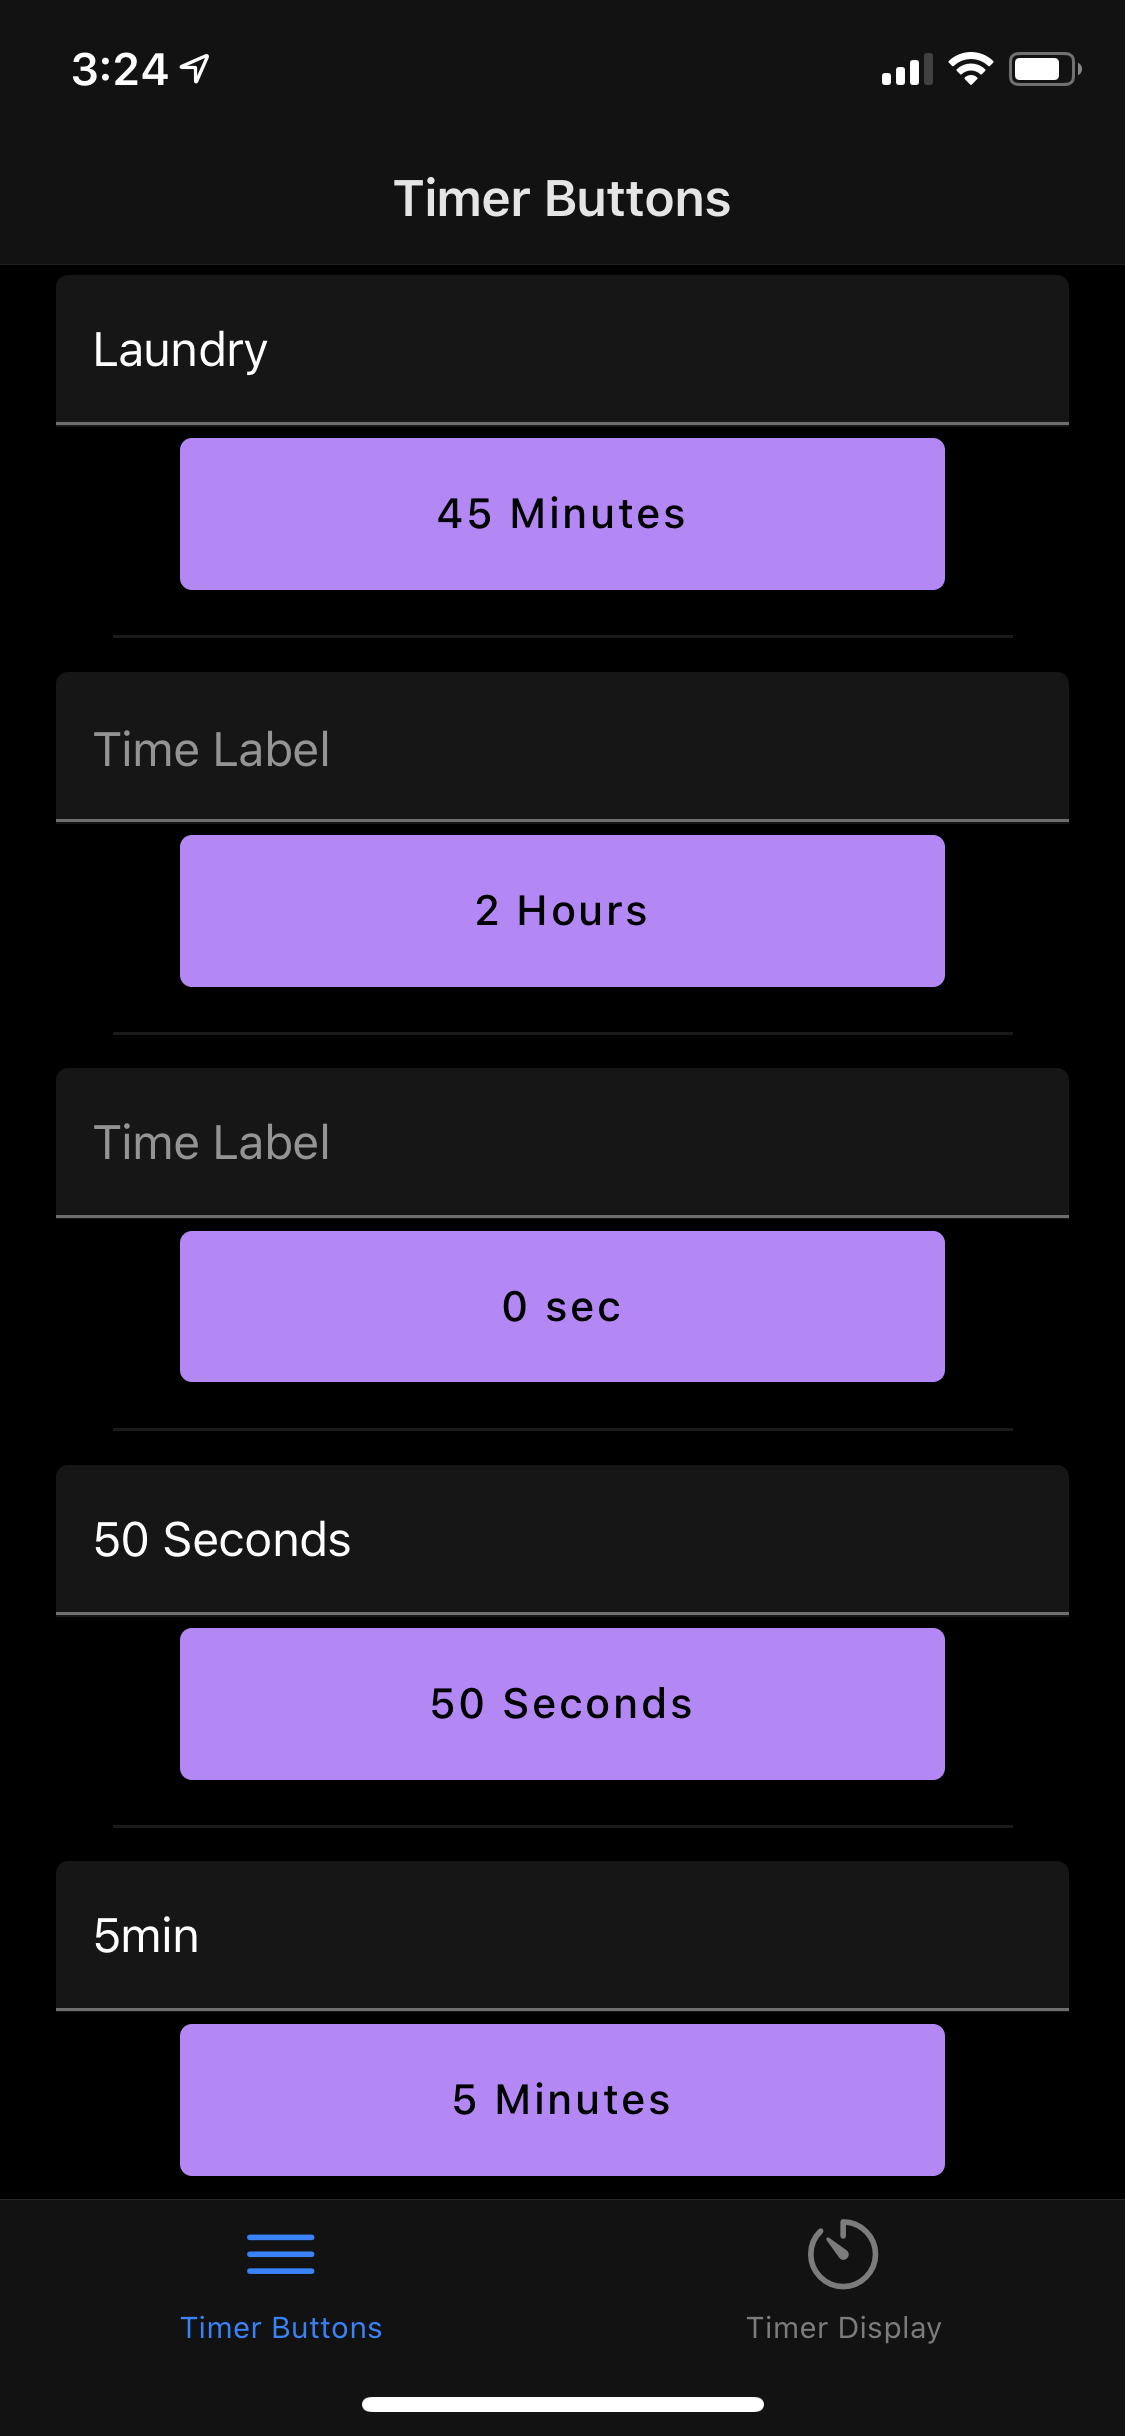 3:24
Timer Buttons
Laundry
45 Minutes
Time Label
2 Hours
Time Label
0 sec
50 Seconds
50 Seconds
5min
5 Minutes
Timer Buttons
Timer Display